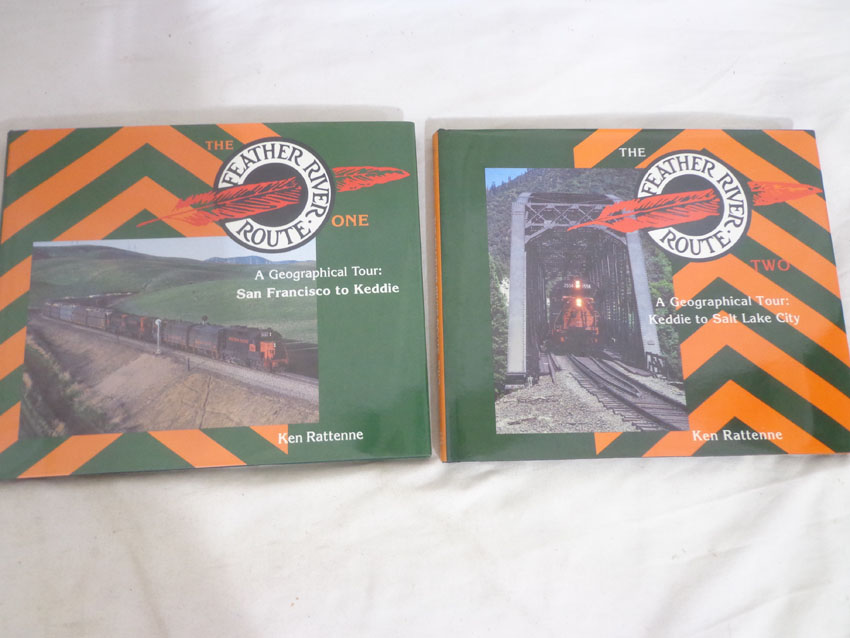 THE
FEATHER RIVER
ROUTE
ONE
A Geographical Tour:
San Francisco to Keddie
Ken Rattenne
THE
FEATHER RIVER
ROUTE
TWO
A Geographical Tour:
Keddie to Salt Lake City
Ken Rattenne